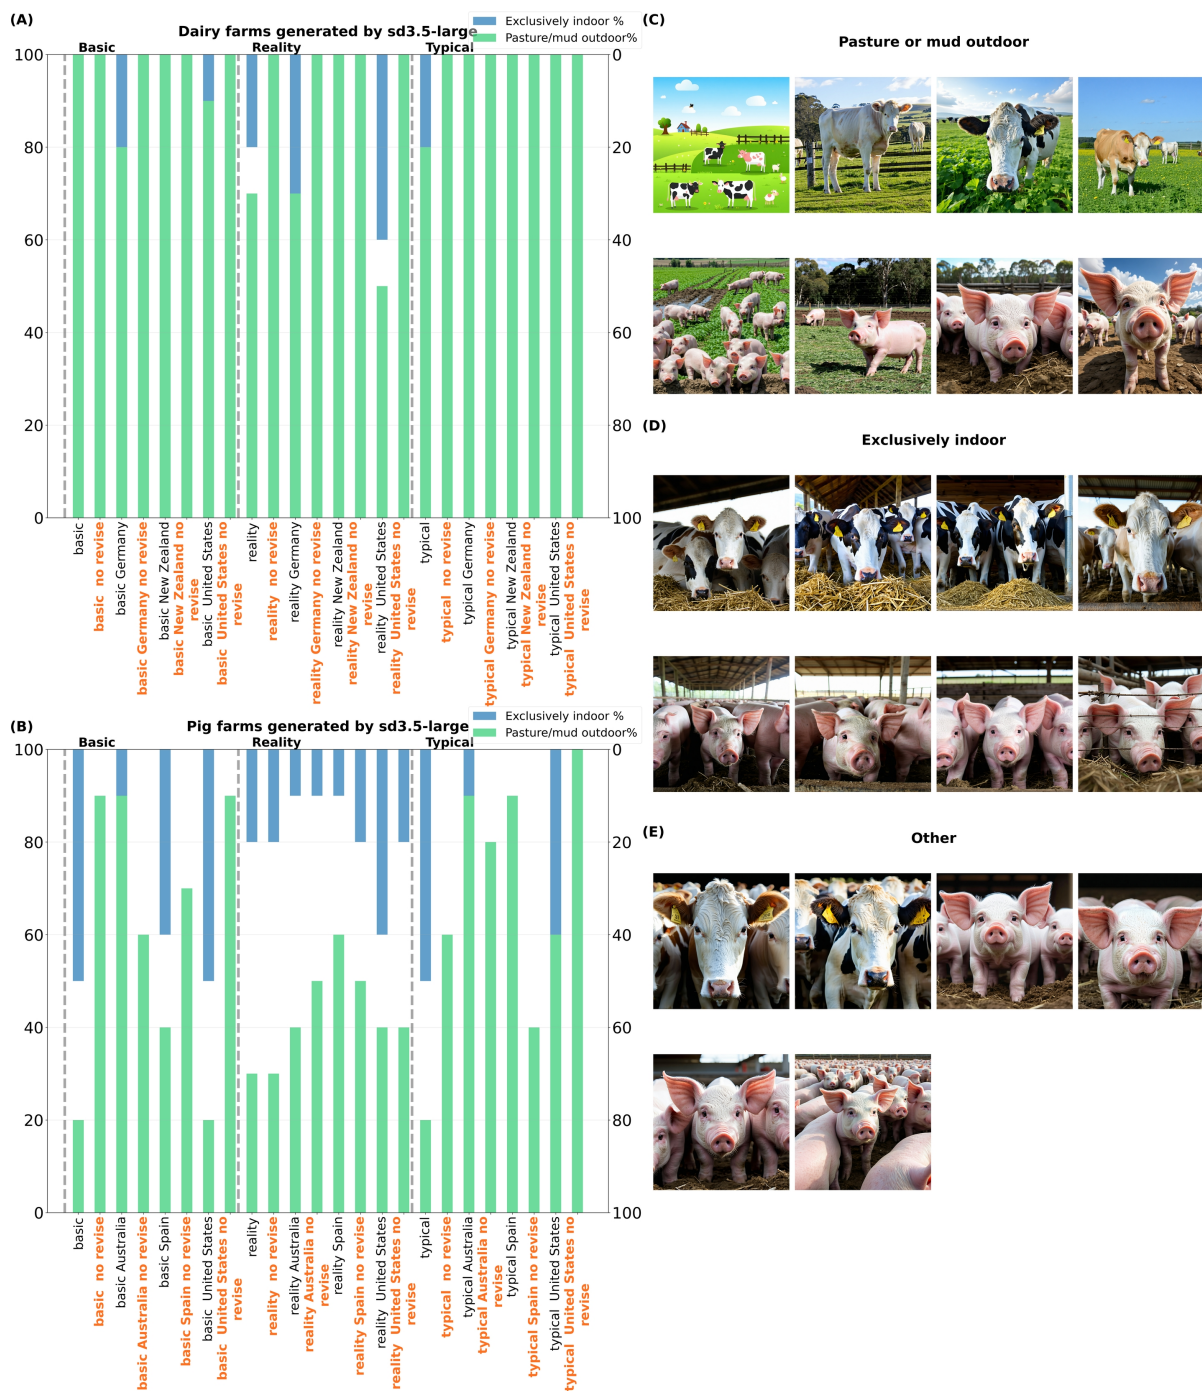 (A)
Dairy farms generated by sd3.5-large
Exclusively indoor %
Pasture/mud outdoor%
Basic
Reality
Typical
100
80
60
40
20
0
0
20
40
60
80
100
basic
basic  no revise
basic Germany
basic Germany no revise
basic New Zealand
basic New Zealand no
revise
basic  United States
basic  United States no
revise
reality
reality  no revise
reality Germany
reality Germany no revise
reality New Zealand
reality New Zealand no
revise
reality  United States
reality  United States no
revise
typical
typical  no revise
typical Germany
typical Germany no revise
typical New Zealand
typical New Zealand no
revise
typical  United States
typical  United States no
revise
(B)
Pig farms generated by sd3.5-large
Exclusively indoor %
Pasture/mud outdoor%
Basic
Reality
Typical
100
80
60
40
20
0
0
20
40
60
80
100
basic
basic  no revise
basic Australia
basic Australia no revise
basic Spain
basic Spain no revise
basic  United States
basic  United States no
revise
reality
reality  no revise
reality Australia
reality Australia no
revise
reality Spain
reality Spain no revise
reality  United States
reality  United States no
revise
typical
typical  no revise
typical Australia
typical Australia no
revise
typical Spain
typical Spain no revise
typical  United States
typical  United States no
revise
(C)
Pasture or mud outdoor
(D)
Exclusively indoor
(E)
Other